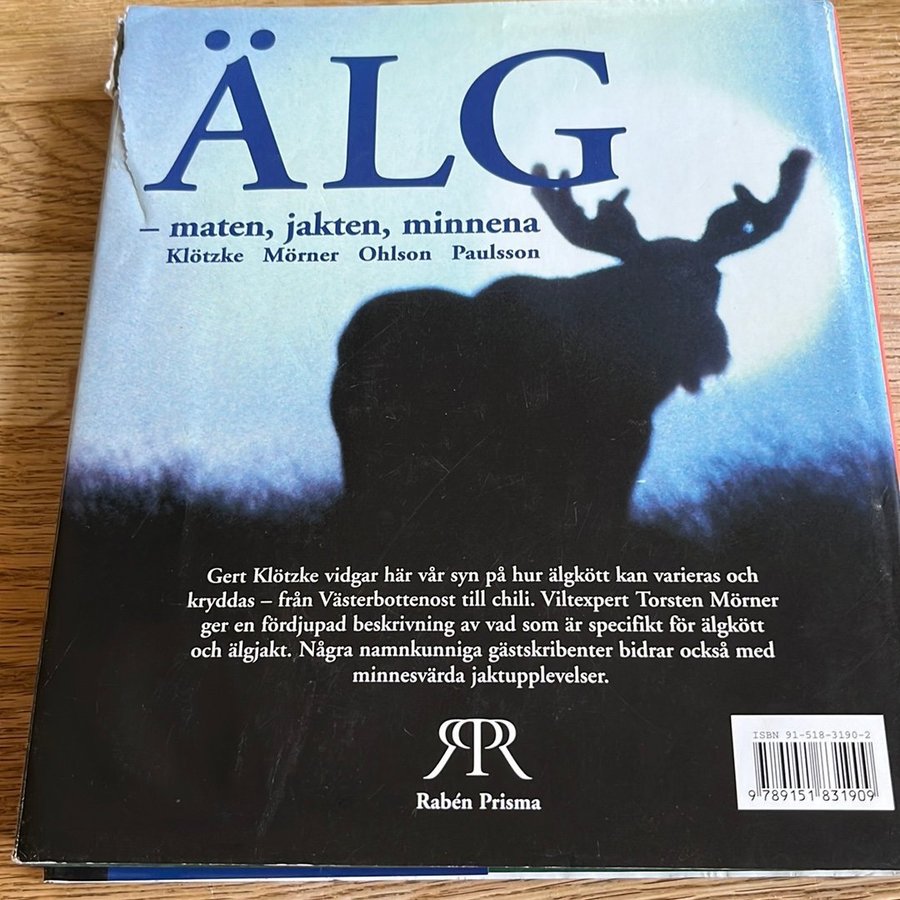 ÄLG
– maten, jakten, minnena
Klötzke Mörner Ohlson Paulsson
Gert Klötzke vidgar här vår syn på hur älgkött kan varieras och
kryddas – från Västerbottenost till chili. Viltexpert Torsten Mörner
ger en fördjupad beskrivning av vad som är specifikt för älgkött
och älgjakt. Några namnkunniga gästskribenter bidrar också med
minnesvärda jaktupplevelser.
RPR
Rabén Prisma
ISBN 91-518-3190-2
9 789151 831909